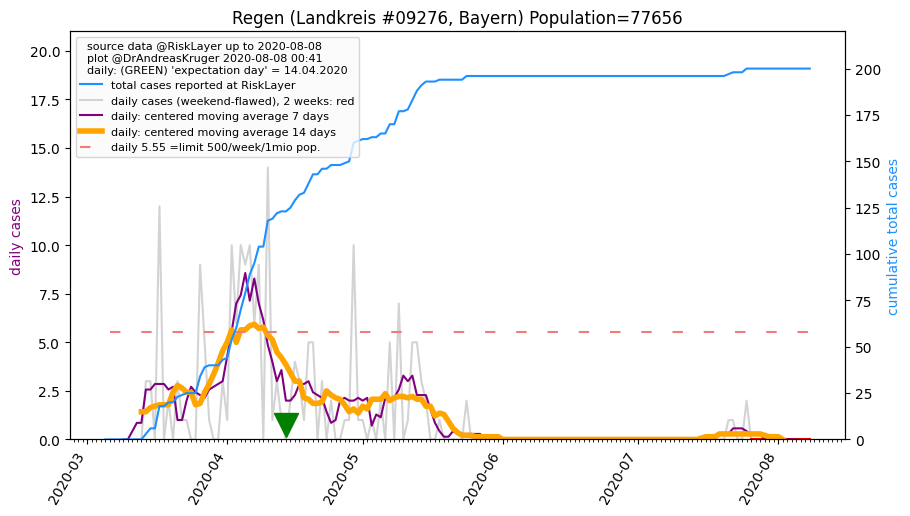 Regen (Landkreis #09276, Bayern) Population=77656
source data @RiskLayer up to 2020-08-08
plot @DrAndreasKruger 2020-08-08 00:41
daily: (GREEN) 'expectation day' = 14.04.2020
total cases reported at RiskLayer
daily cases (weekend-flawed), 2 weeks: red
daily: centered moving average 7 days
daily: centered moving average 14 days
daily 5.55 =limit 500/week/1mio pop.
daily cases
20.0
17.5
15.0
12.5
10.0
7.5
5.0
2.5
0.0
cumulative total cases
200
175
150
125
100
75
50
25
0
2020-03
2020-04
2020-05
2020-06
2020-07
2020-08